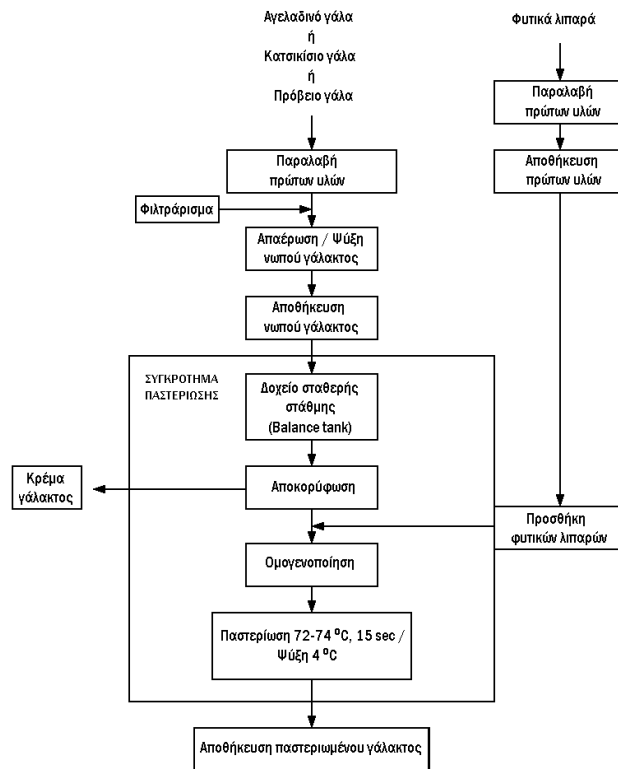 Αγελαδινό γάλα
ή
Κατσικίσιο γάλα
ή
Πρόβειο γάλα
Φυτικά λιπαρά
Παραλαβή
πρώτων υλών
Παραλαβή
πρώτων υλών
Αποθήκευση
πρώτων υλών
Φιλτράρισμα
Απαέρωση / Ψύξη
νωπού γάλακτος
Αποθήκευση
νωπού γάλακτος
ΣΥΓΚΡΟΤΗΜΑ
ΠΑΣΤΕΡΙΩΣΗΣ
Δοχείο σταθερής
στάθμης
(Balance tank)
Κρέμα
γάλακτος
Αποκορύφωση
Προσθήκη
φυτικών λιπαρών
Ομογενοποίηση
Παστερίωση 72-74 °C, 15 sec /
Ψύξη 4 °C
Αποθήκευση παστεριωμένου γάλακτος